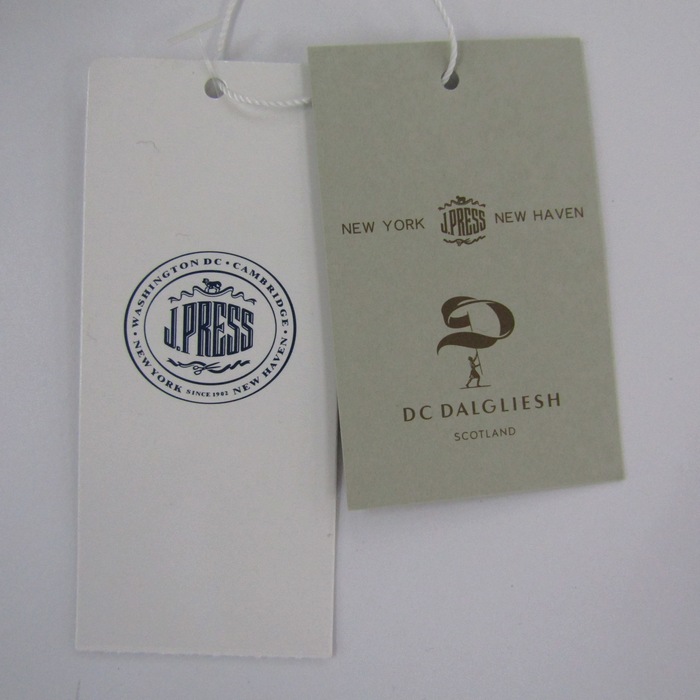 WASHINGTON DC • CAMBRIDGE •
J.PRESS
• NEW YORK SINCE 1902 NEW HAVEN
NEW YORK J.PRESS NEW HAVEN
D
DC DALGLIESH
SCOTLAND